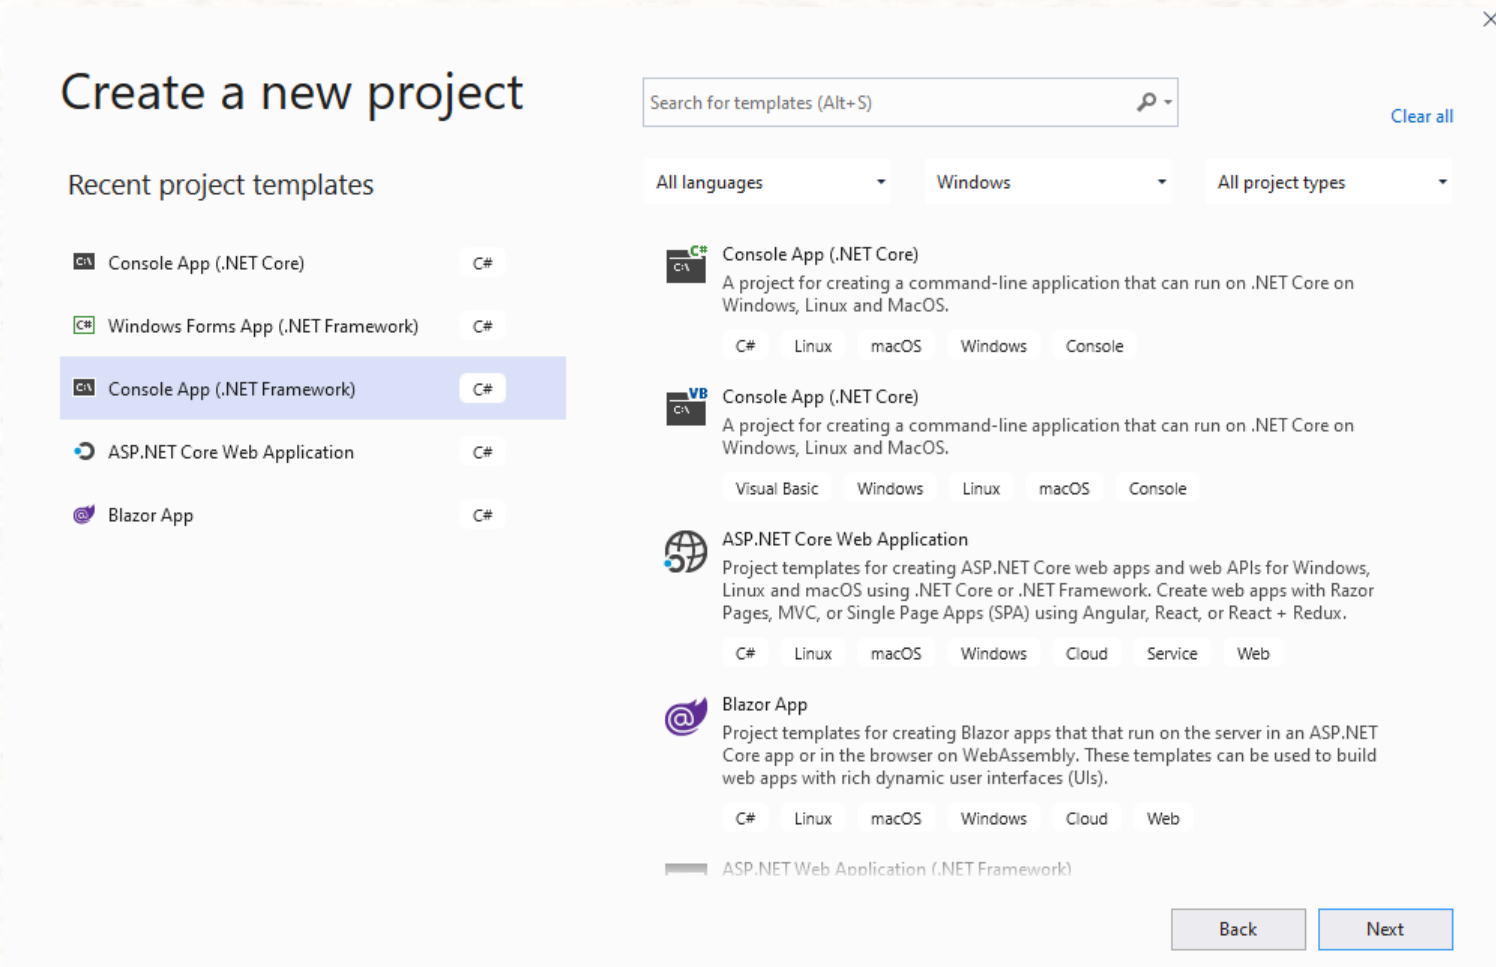 Create a new project
Search for templates (Alt+S)
Clear all
Recent project templates
All languages
Windows
All project types
C:\ Console App (.NET Core) C#
C# Windows Forms App (.NET Framework) C#
C:\ Console App (.NET Framework) C#
ASP.NET Core Web Application C#
@ Blazor App C#
C# C:\ Console App (.NET Core)
A project for creating a command-line application that can run on .NET Core on
Windows, Linux and MacOS.
C# Linux macOS Windows Console
VB C:\ Console App (.NET Core)
A project for creating a command-line application that can run on .NET Core on
Windows, Linux and MacOS.
Visual Basic Windows Linux macOS Console
ASP.NET Core Web Application
Project templates for creating ASP.NET Core web apps and web APIs for Windows,
Linux and macOS using .NET Core or .NET Framework. Create web apps with Razor
Pages, MVC, or Single Page Apps (SPA) using Angular, React, or React + Redux.
C# Linux macOS Windows Cloud Service Web
@ Blazor App
Project templates for creating Blazor apps that that run on the server in an ASP.NET
Core app or in the browser on WebAssembly. These templates can be used to build
web apps with rich dynamic user interfaces (UIs).
C# Linux macOS Windows Cloud Web
ASP.NET Web Application (.NET Framework)
Back
Next